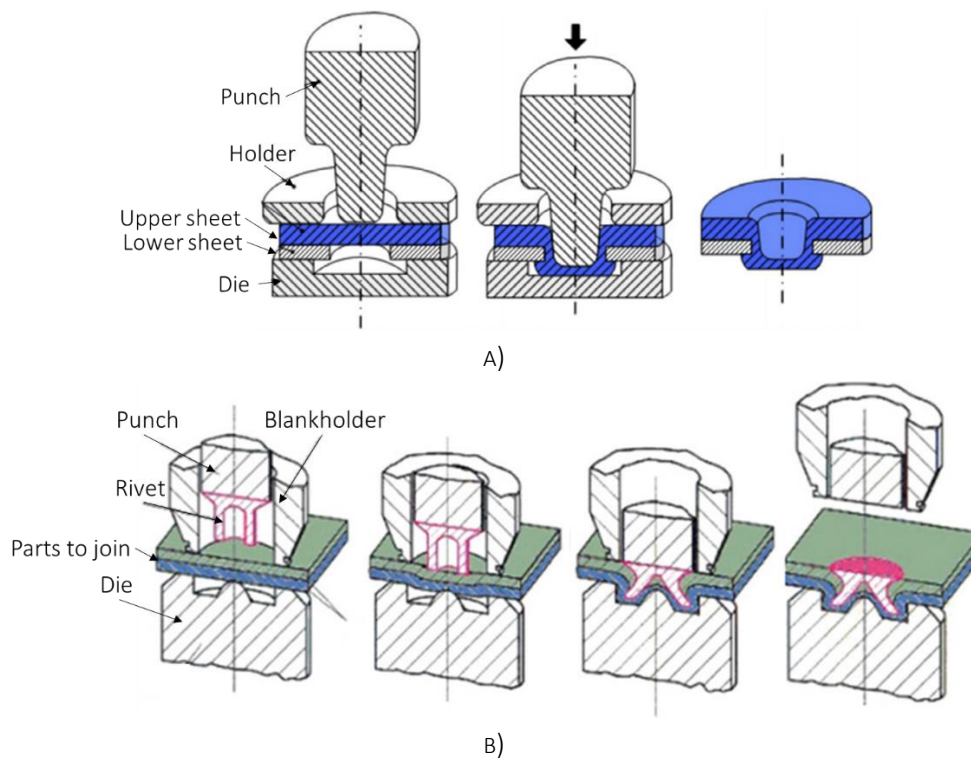 Punch
Holder
Upper sheet
Lower sheet
Die
A)
Punch
Blankholder
Rivet
Parts to join
Die
B)